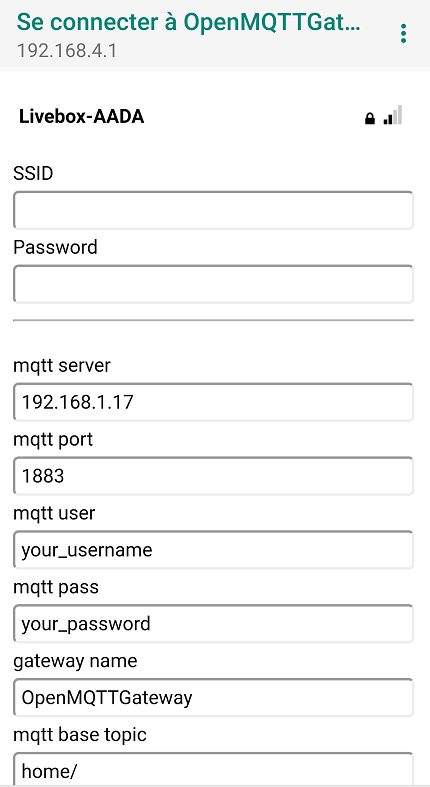 Se connecter à OpenMQTTGat...
192.168.4.1
Livebox-AADA
SSID
Password
mqtt server
192.168.1.17
mqtt port
1883
mqtt user
your_username
mqtt pass
your_password
gateway name
OpenMQTTGateway
mqtt base topic
home/